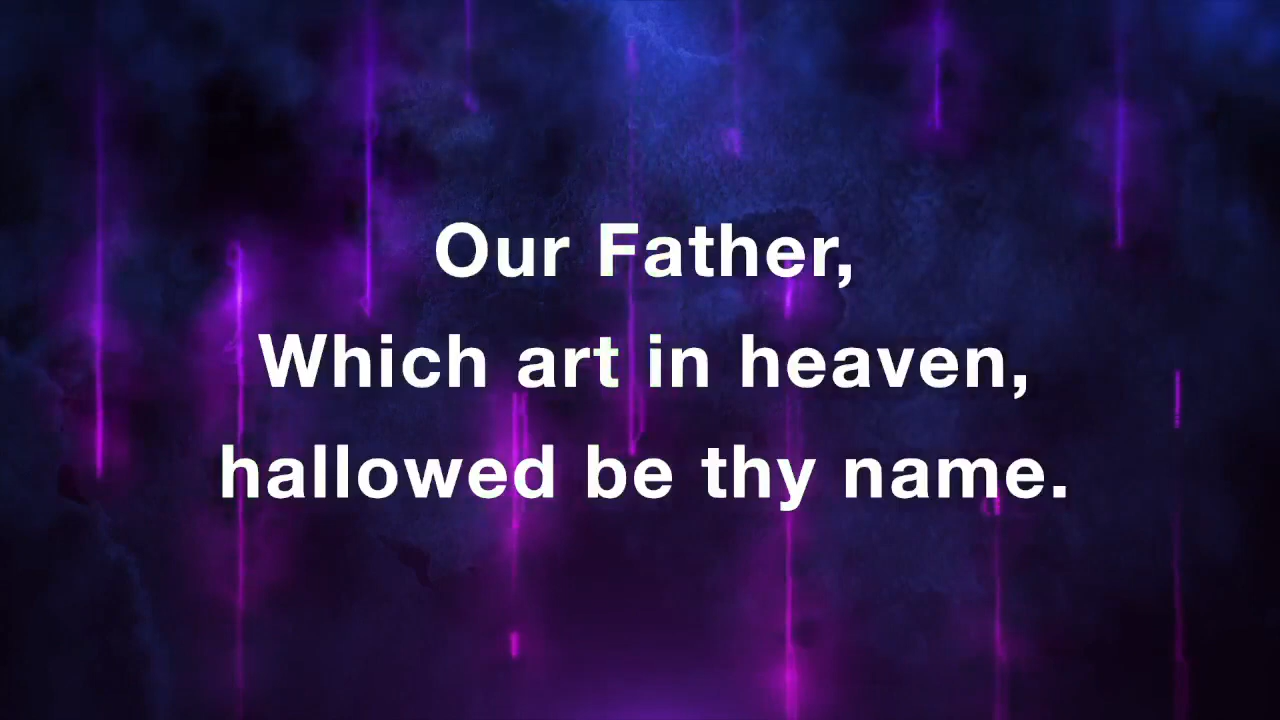 Our Father,
Which art in heaven,
hallowed be thy name.